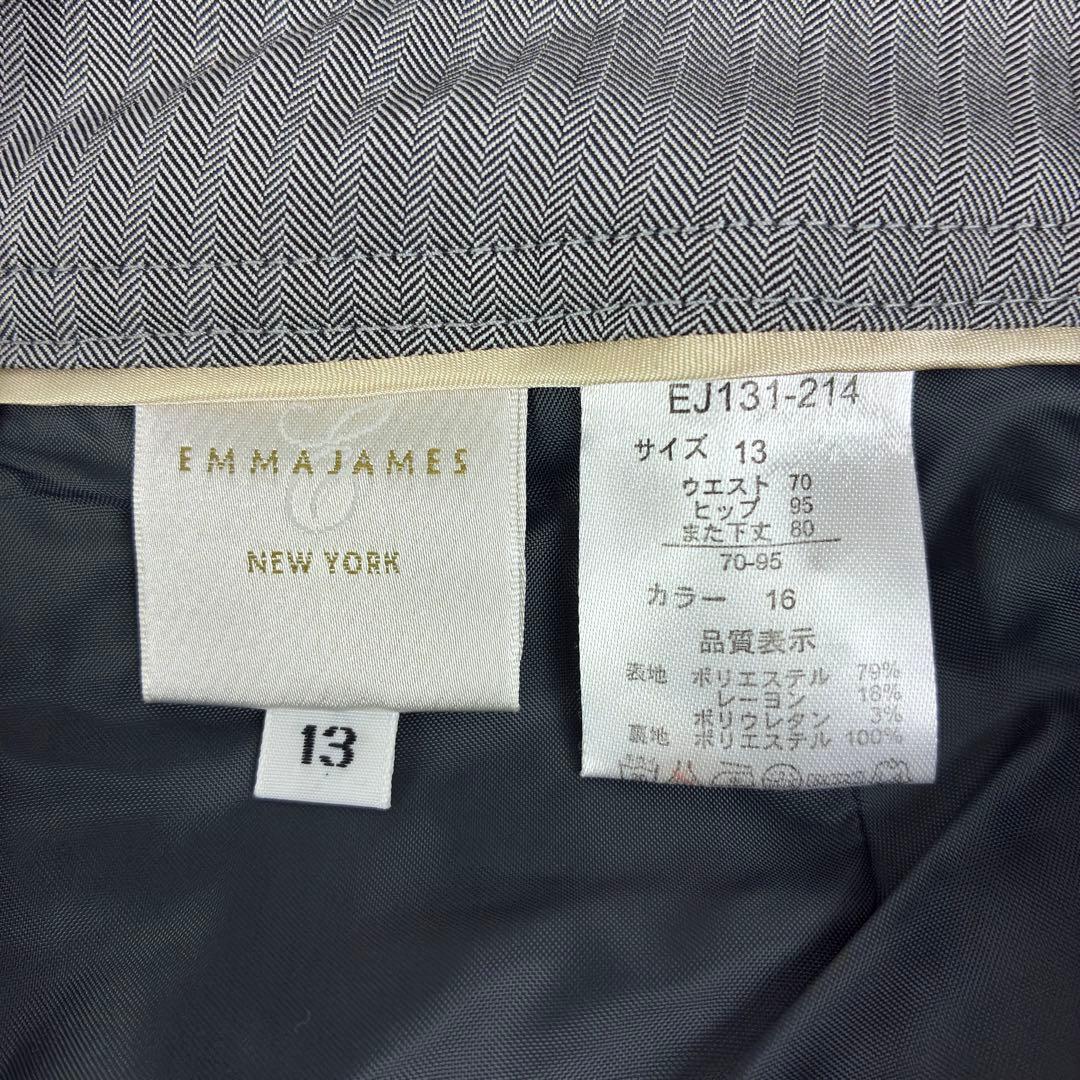 EMMAJAMES
NEW YORK
13
EJ131-214
サイズ 13
ウエスト 70
ヒップ 95
また下丈 80
70-95
カラー 16
品質表示
表地 ポリエステル 79%
レーヨン 18%
ポリウレタン 3%
裏地 ポリエステル 100%